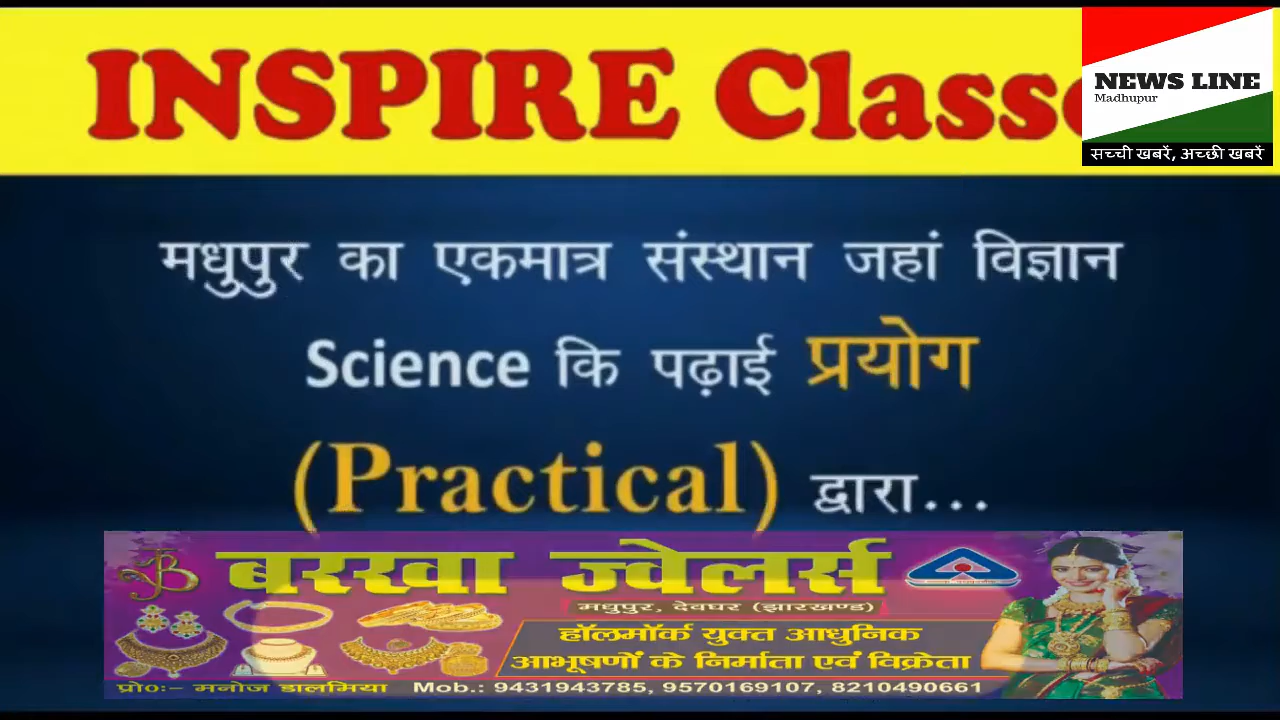 INSPIRE Classe
NEWS LINE
Madhupur
सच्ची खबरें, अच्छी खबरें
मधुपुर का एकमात्र संस्थान जहां विज्ञान
Science कि पढ़ाई प्रयोग
(Practical) द्वारा...
B
बरखा ज्वेलर्स
मधुपुर, देवघर (झारखण्ड)
हॉलमॉर्क युक्त आधुनिक
आभूषणों के निर्माता एवं विक्रेता
प्रो०:- मनोज डालमिया Mob.: 9431943785, 9570169107, 8210490661